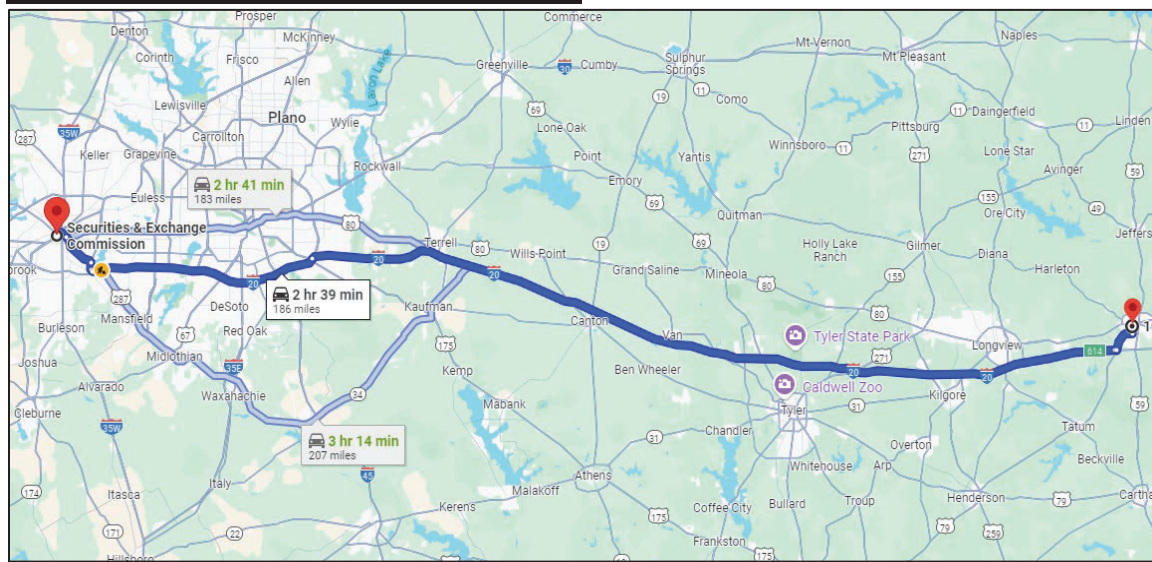 Denton
Prosper
Commerce
Naples
Corinth
Frisco
McKinney
Mt Vernon
Mt Pleasant
Allen
Greenville
30
Cumby
Sulphur
Springs
11
Lavon Lake
Lewisville
Plano
Wylie
69
19
11
Como
11
Daingerfield
11
Linden
287
35W
Carrollton
Lone Oak
Pittsburg
Keller
Grapevine
Rockwall
Point
Yantis
Winnsboro
11
271
Lone Star
Avinger
59
Euless
2 hr 41 min
183 miles
Emory
69
Quitman
155
Ore City
49
Securities & Exchange
Commission
80
Terrell
80
Wills Point
19
Holly Lake
Ranch
Gilmer
Diana
Jeffers
brook
20
20
Grand Saline
69
Mineola
155
Harleton
287
DeSoto
2 hr 39 min
186 miles
Kaufman
20
80
Mansfield
Burleson
67
Red Oak
Canton
Van
Tyler State Park
Longview
1
Joshua
Midlothian
35E
175
Ben Wheeler
271
20
20
814
Alvarado
Waxahachie
34
Kemp
Caldwell Zoo
Kilgore
Cleburne
35W
Mabank
Tyler
31
59
3 hr 14 min
207 miles
31
Chandler
Overton
Tatum
45
Athens
Whitehouse
Arp
Beckville
174
Itasca
Italy
Malakoff
Henderson
79
Cartha
Kerens
175
Coffee City
Bullard
Troup
79
259
171
22
Frankston
Hillsboro
19
175